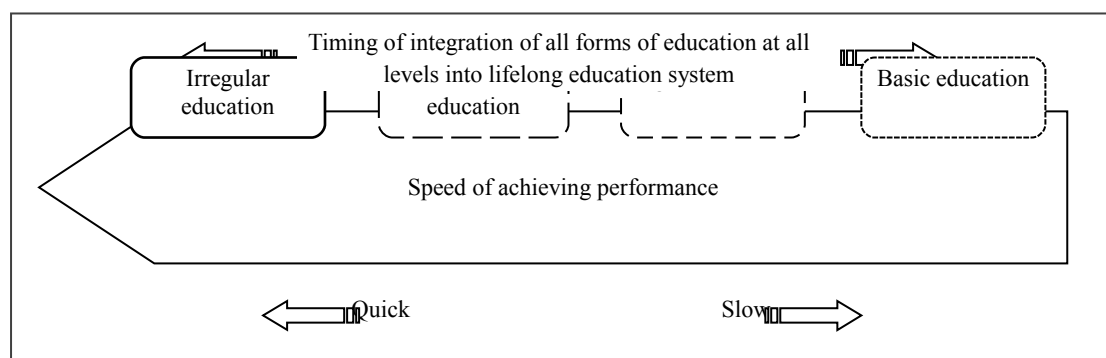 Timing of integration of all forms of education at all
levels into lifelong education system
Irregular
education
education
Basic education
Speed of achieving performance
Quick
Slow